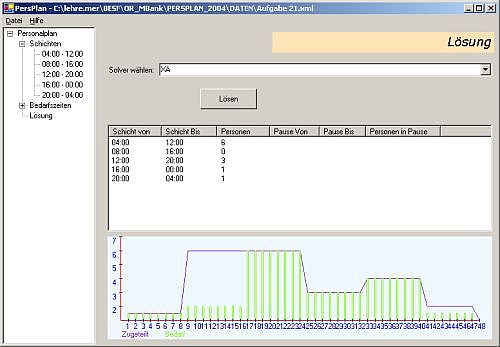 PersPlan - C:\lehre.mer\OESF\OR_MBank\PERSPLAN_2004\DATEN\Aufgabe 21.xml
Datei Hilfe
Personalplan
Schichten
04:00 - 12:00
08:00 - 16:00
12:00 - 20:00
16:00 - 00:00
20:00 - 04:00
Bedarfszeiten
Lösung
Lösung
Solver wählen: XA
Lösen
Schicht von Schicht Bis Personen Pause Von Pause Bis Personen in Pause
04:00 12:00 6
08:00 16:00 0
12:00 20:00 3
16:00 00:00 1
20:00 04:00 1
7
6
5
4
3
2
1 2 3 4 5 6 7 8 9 10 11 12 13 14 15 16 17 18 19 20 21 22 23 24 25 26 27 28 29 30 31 32 33 34 35 36 37 38 39 40 41 42 43 44 45 46 47 48
Zugeteilt Bedarf